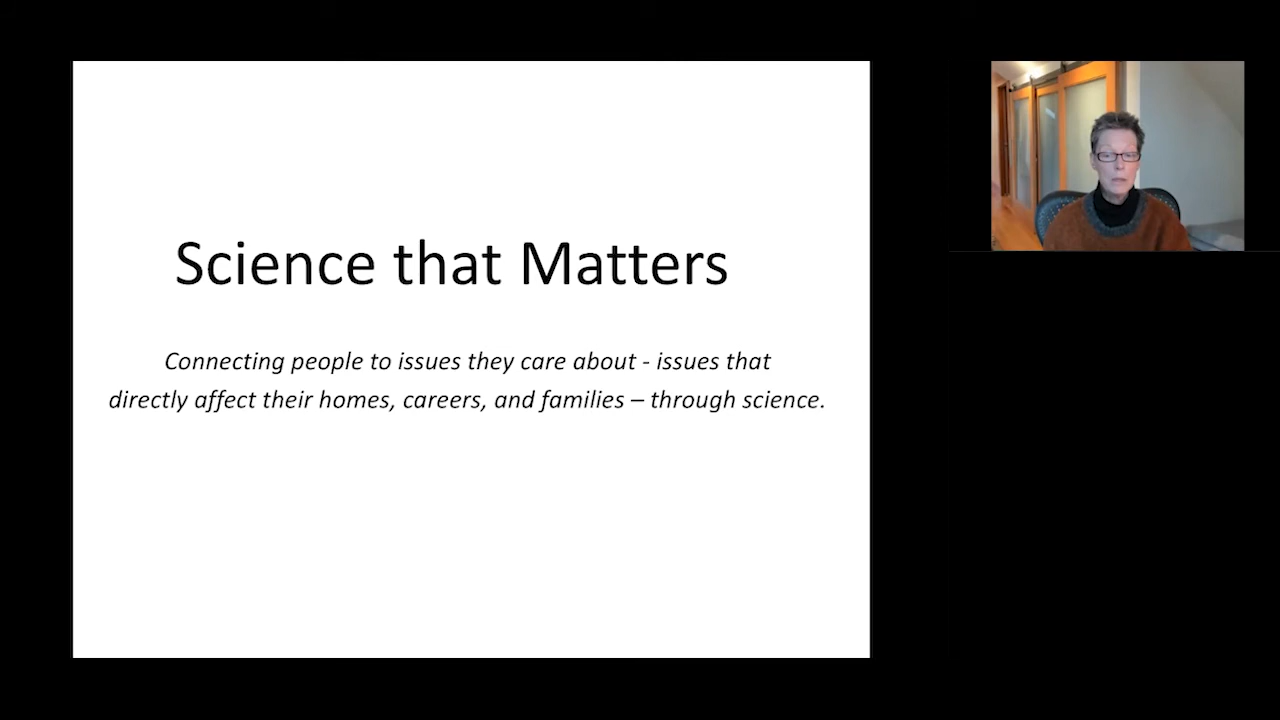 Science that Matters
Connecting people to issues they care about - issues that
directly affect their homes, careers, and families – through science.